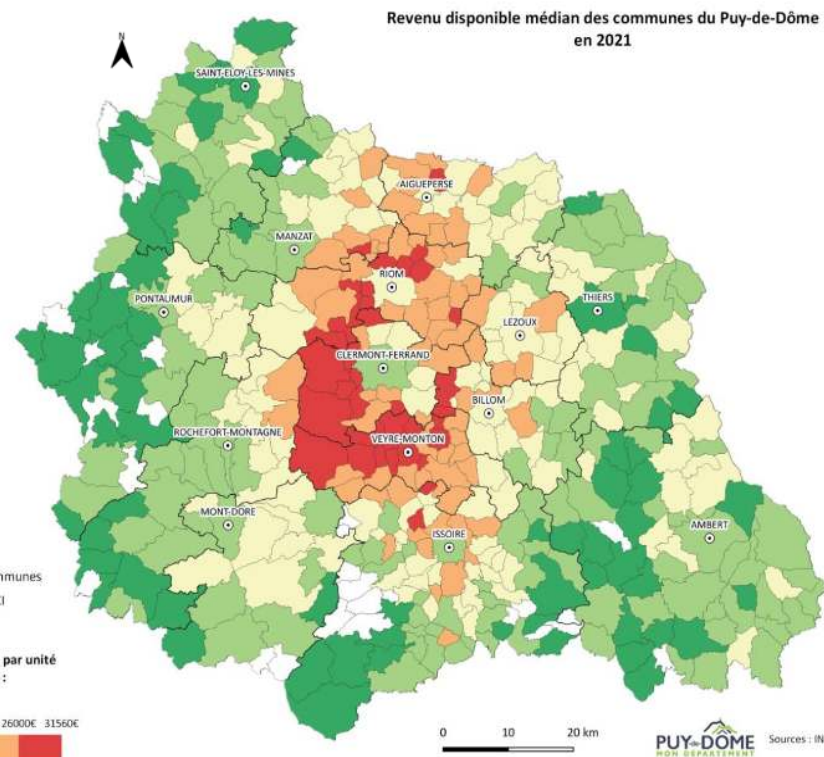 Revenu disponible médian des communes du Puy-de-Dôme
en 2021
N
SAINT-ELOY-LES-MINES
AIGUEPERSE
MANZAT
RIOM
PONTAUMUR
THIERS
LEZOUX
CLERMONT-FERRAND
BILLOM
ROCHEFORT-MONTAGNE
VEYRE-MONTON
MONT-DORE
AMBERT
ISSOIRE
par unité
:
26000€ 31560€
0 10 20 km
PUY-de-DÔME
MON DÉPARTEMENT
Sources : IN